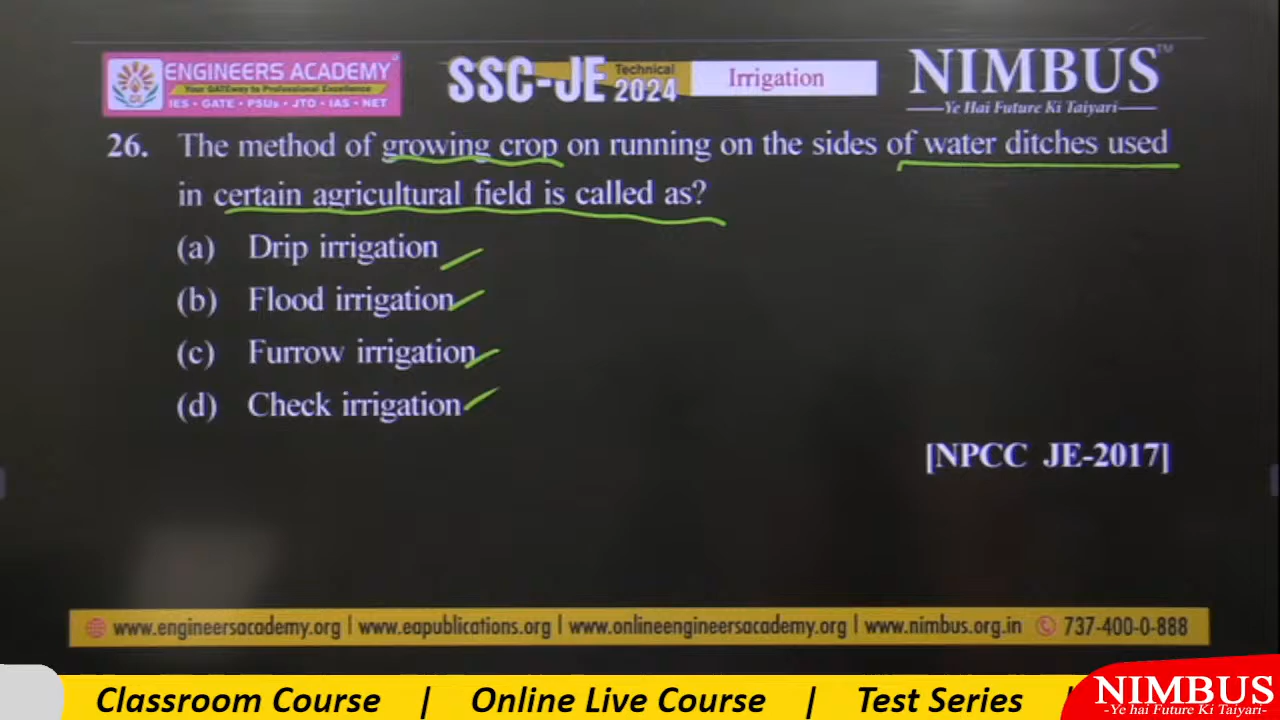 ENGINEERS ACADEMY
Your GATEway to Professional Excellence
IES • GATE • PSUs • JTO • IAS • NET
SSC-JE Technical 2024
Irrigation
NIMBUS™
Ye Hai Future Ki Taiyari
26. The method of growing crop on running on the sides of water ditches used
in certain agricultural field is called as?
(a) Drip irrigation
(b) Flood irrigation
(c) Furrow irrigation
(d) Check irrigation
[NPCC JE-2017]
www.engineersacademy.org | www.eapublications.org | www.onlineengineersacademy.org | www.nimbus.org.in 737-400-0-888
Classroom Course | Online Live Course | Test Series |
NIMBUS
-Ye hai Future Ki Taiyari-